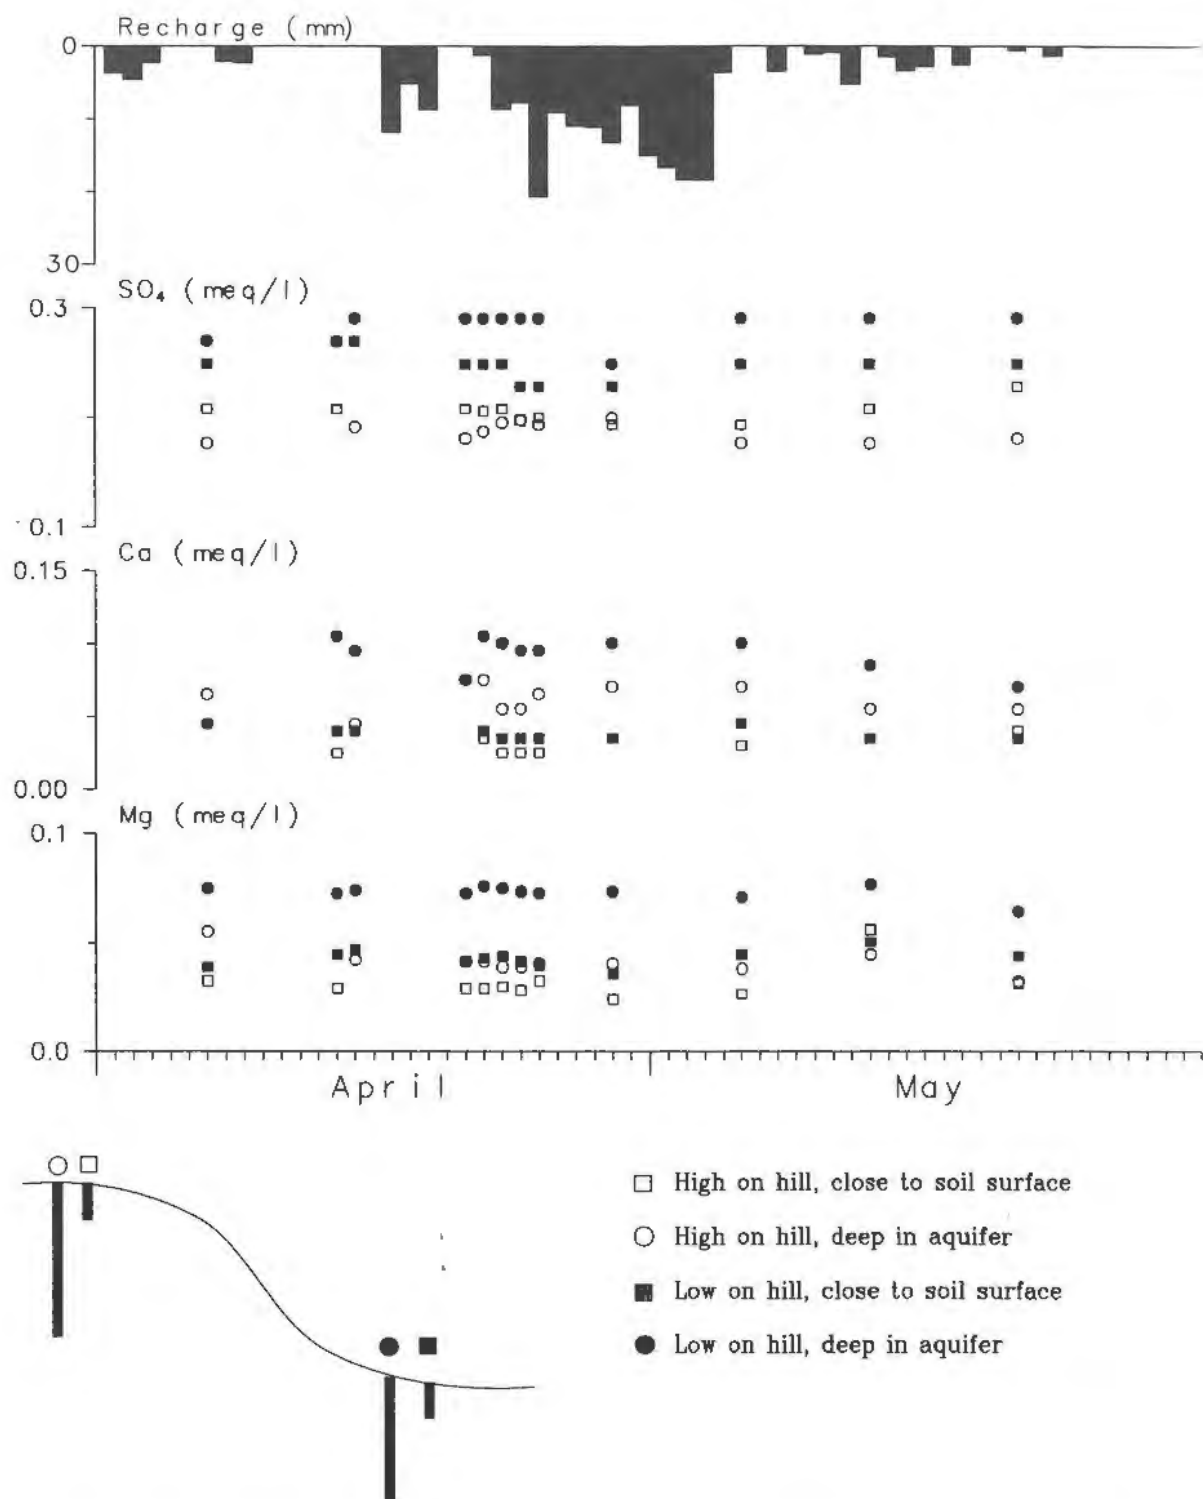 Recharge (mm)
0
30
SO₄ (meq/l)
0.3
0.1
Ca (meq/l)
0.15
0.00
Mg (meq/l)
0.1
0.0
April May
High on hill, close to soil surface
High on hill, deep in aquifer
Low on hill, close to soil surface
Low on hill, deep in aquifer